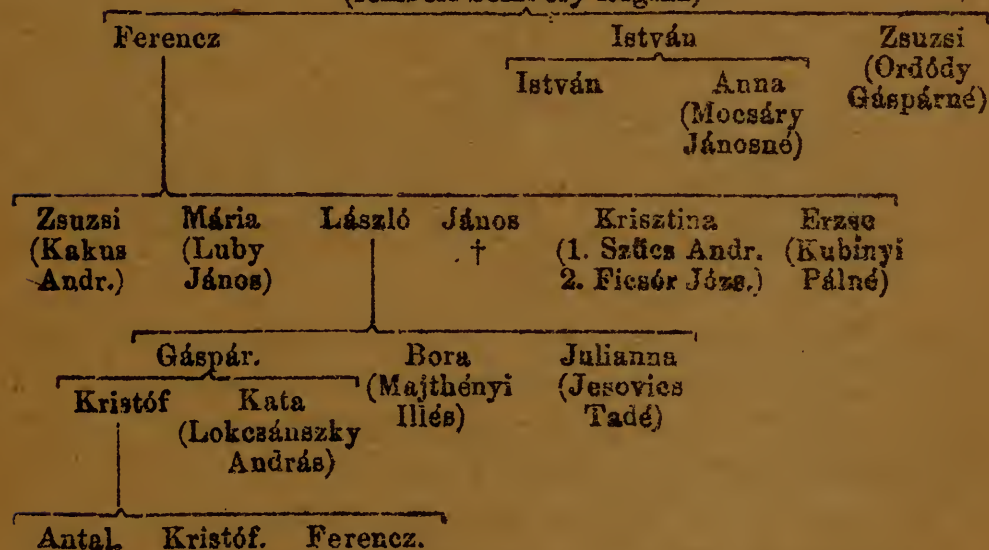 Ferencz István Zsuzsi
(Ordódy
Gáspárné)
István Anna
(Mocsáry
Jánosné)
Zsuzsi Mária László János Krisztina Erzse
(Kakus (Luby † (1. Szűcs Andr. (Kubinyi
Andr.) János) 2. Ficsór Józs.) Pálné)
Gáspár. Bora Julianna
(Majthényi (Jesovics
Illés) Tadé)
Kristóf Kata
(Lokcsánszky
András)
Antal. Kristóf. Ferencz.